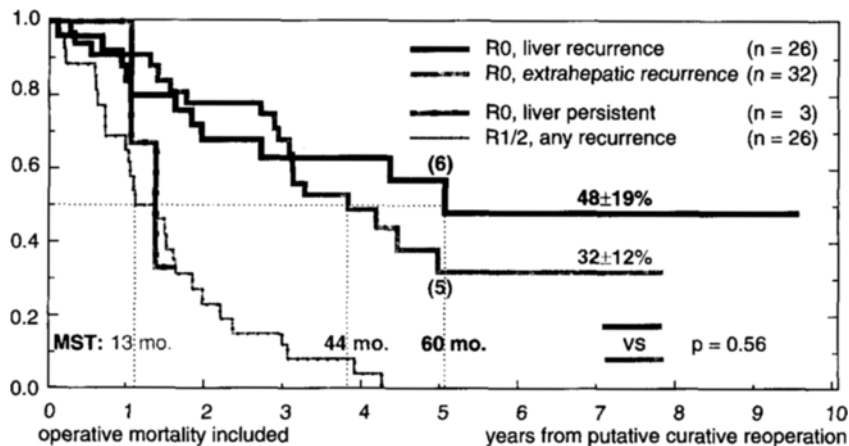 1.0
0.8
0.6
0.4
0.2
0.0
R0, liver recurrence (n = 26)
R0, extrahepatic recurrence (n = 32)
R0, liver persistent (n = 3)
R1/2, any recurrence (n = 26)
(6)
48±19%
32±12%
(5)
MST: 13 mo. 44 mo. 60 mo.
vs p = 0.56
0 1 2 3 4 5 6 7 8 9 10
operative mortality included years from putative curative reoperation